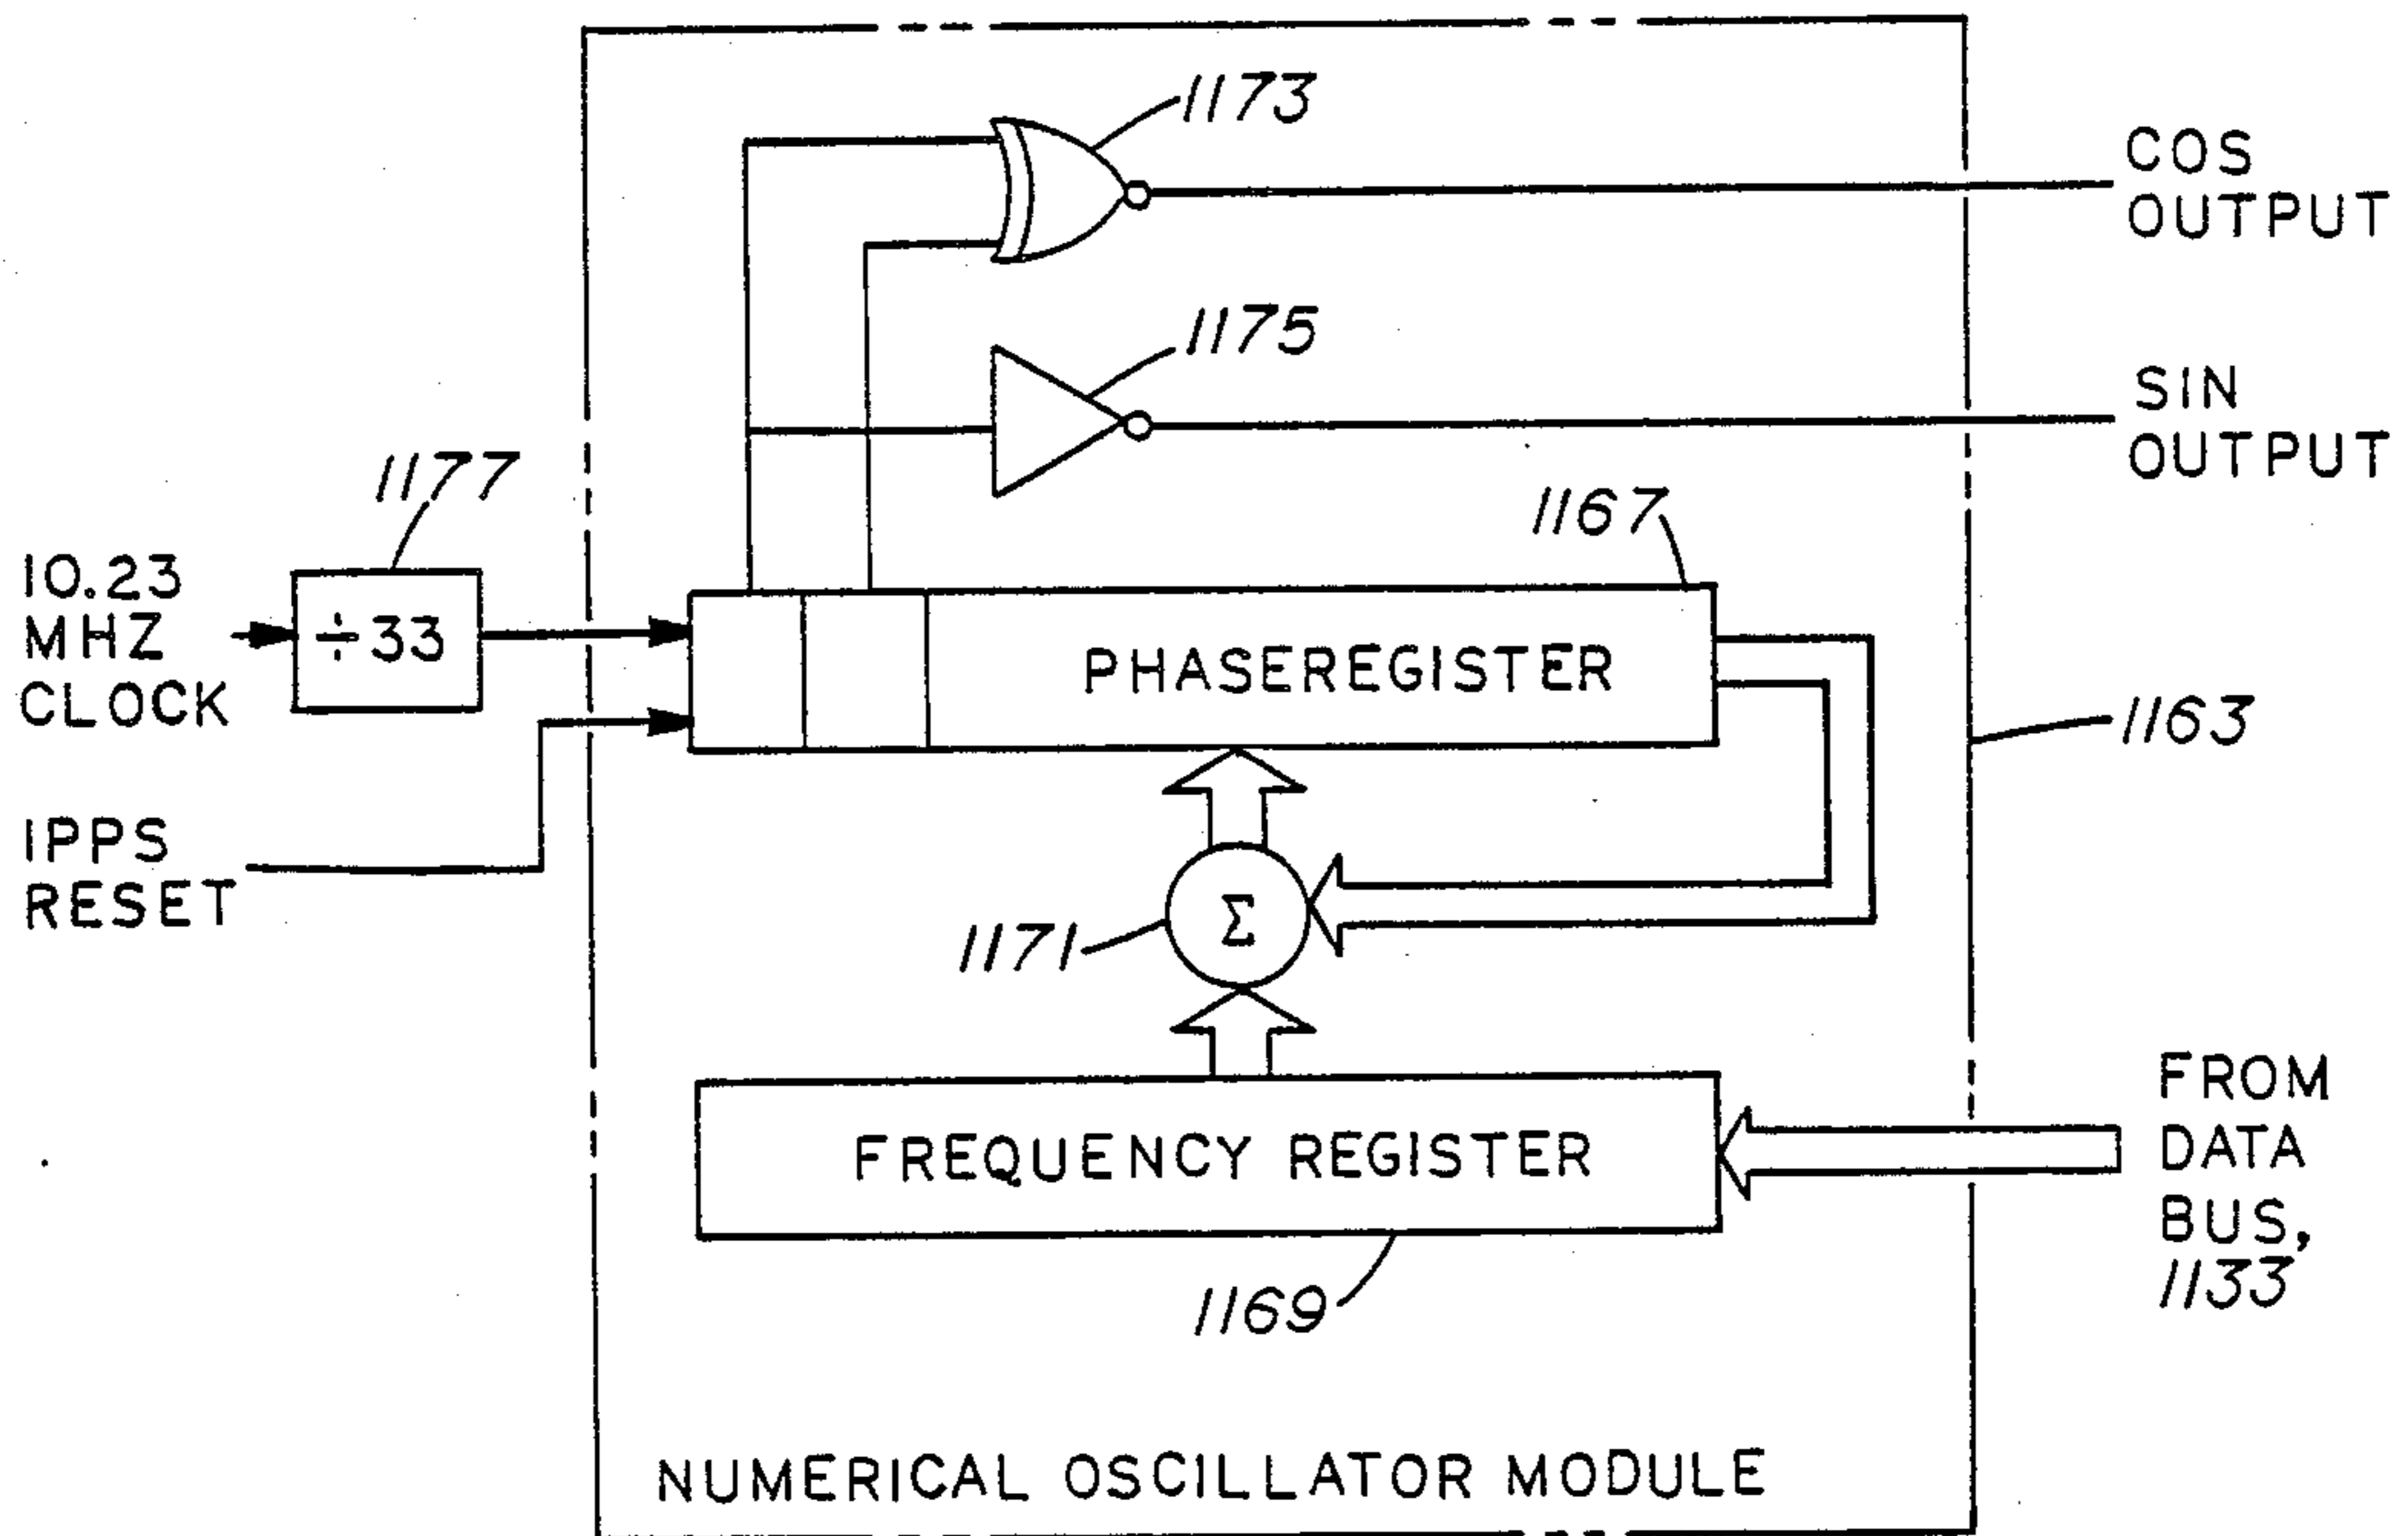 1173
COS
OUTPUT
1175
SIN
OUTPUT
1177
1167
10.23
MHZ
CLOCK
÷33
PHASEREGISTER
1163
1PPS
RESET
1171
Σ
FREQUENCY REGISTER
FROM
DATA
BUS,
1133
1169
NUMERICAL OSCILLATOR MODULE